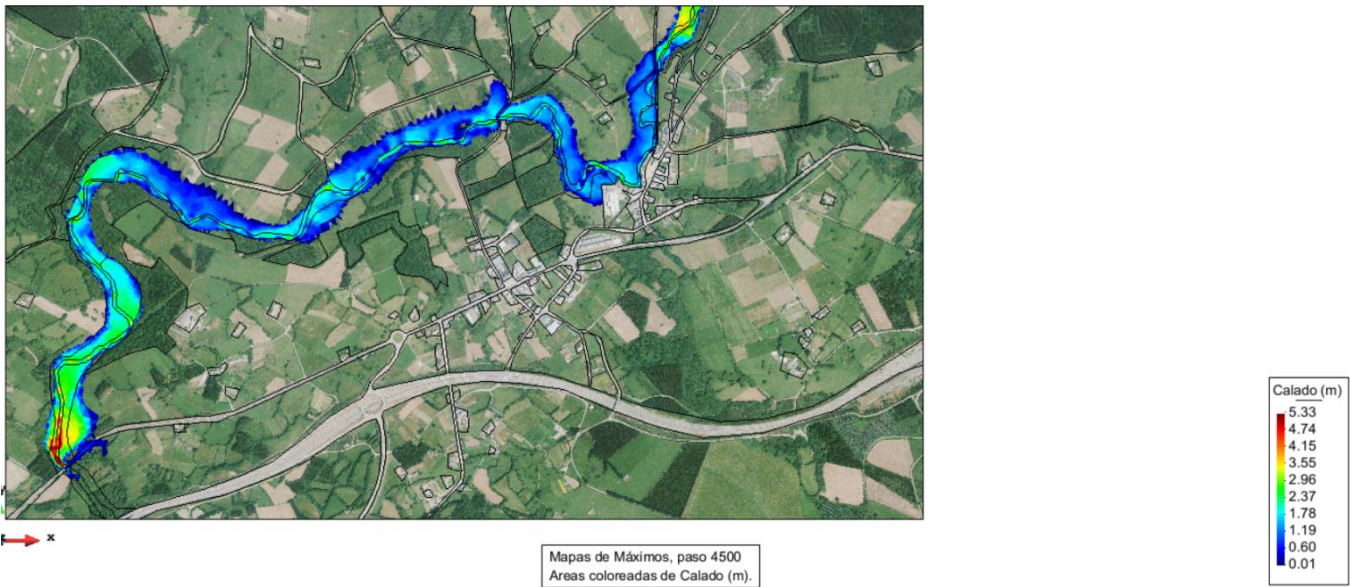 Calado (m)
5.33
4.74
4.15
3.55
2.96
2.37
1.78
1.19
0.60
0.01
x
Mapas de Máximos, paso 4500
Areas coloreadas de Calado (m).